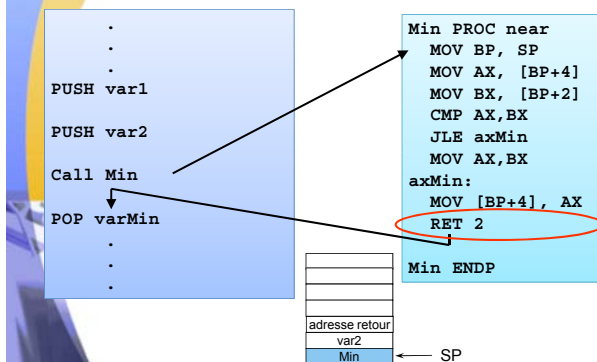 .
.
.
PUSH var1
PUSH var2
Call Min
POP varMin
.
.
.
Min PROC near
MOV BP, SP
MOV AX, [BP+4]
MOV BX, [BP+2]
CMP AX,BX
JLE axMin
MOV AX,BX
axMin:
MOV [BP+4], AX
RET 2
Min ENDP
adresse retour
var2
Min
SP